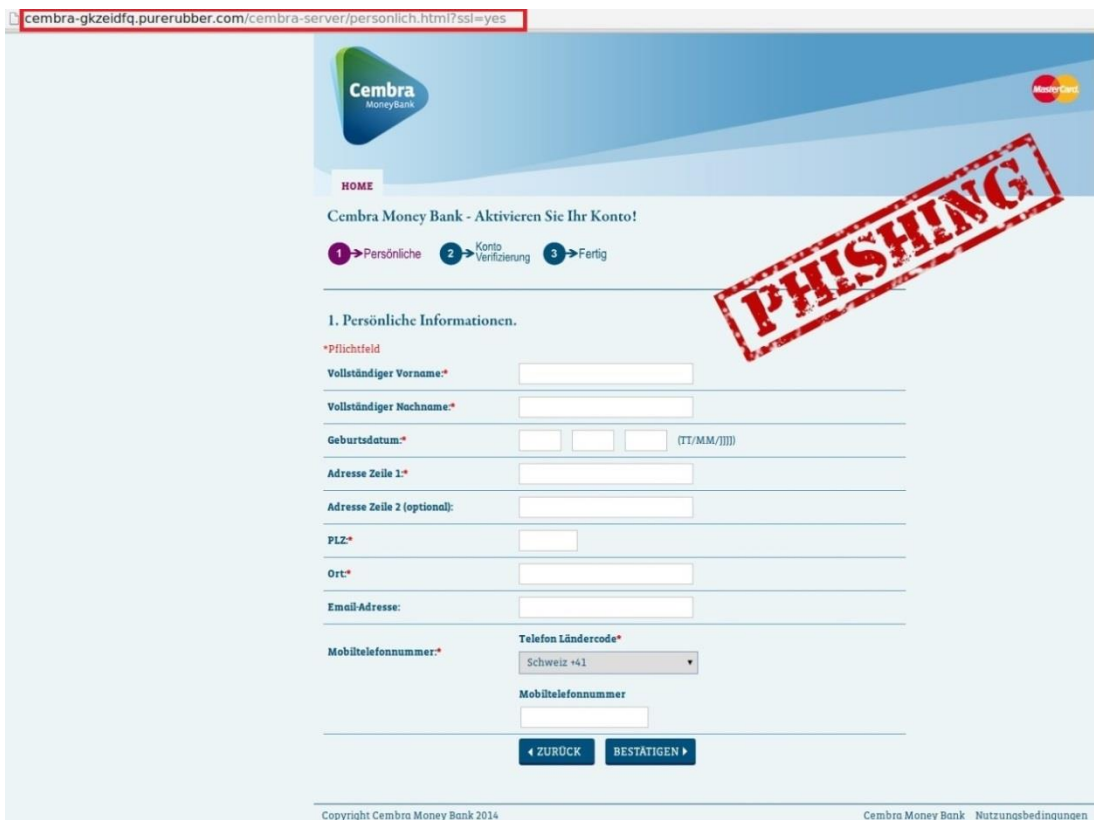 cembra-gkzeidfq.purerubber.com/cembra-server/personlich.html?ssl=yes
Cembra
MoneyBank
MasterCard
HOME
PHISHING
Cembra Money Bank - Aktivieren Sie Ihr Konto!
1 Persönliche 2 Konto Verifizierung 3 Fertig
1. Persönliche Informationen.
*Pflichtfeld
Vollständiger Vorname:*
Vollständiger Nachname:*
Geburtsdatum:* (TT/MM/JJJJ)
Adresse Zeile 1:*
Adresse Zeile 2 (optional):
PLZ:*
Ort:*
Email-Adresse:
Telefon Ländercode*
Mobiltelefonnummer:*
Schweiz +41
Mobiltelefonnummer
ZURÜCK BESTÄTIGEN
Copyright Cembra Money Bank 2014 Cembra Money Bank Nutzungsbedingungen